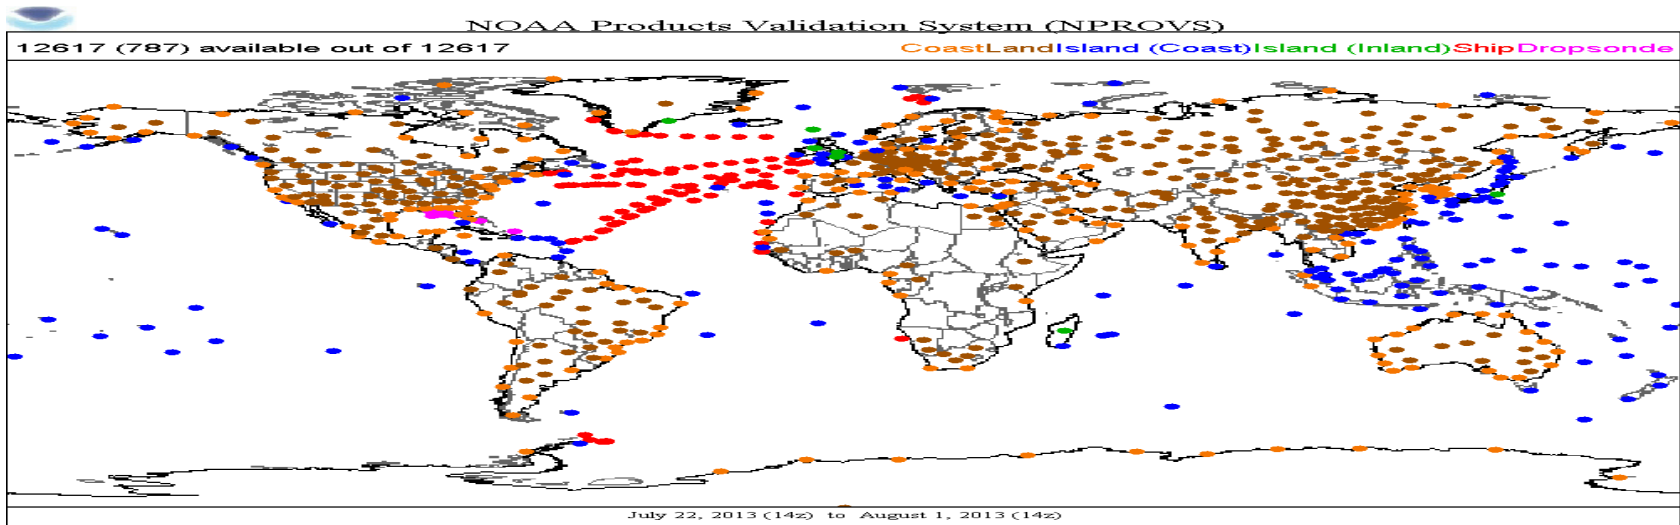 NOAA Products Validation System (NPROVS)
12617 (787) available out of 12617 CoastLandIsland (Coast)Island (Inland)ShipDropsonde
July 22, 2013 (14z) to August 1, 2013 (14z)